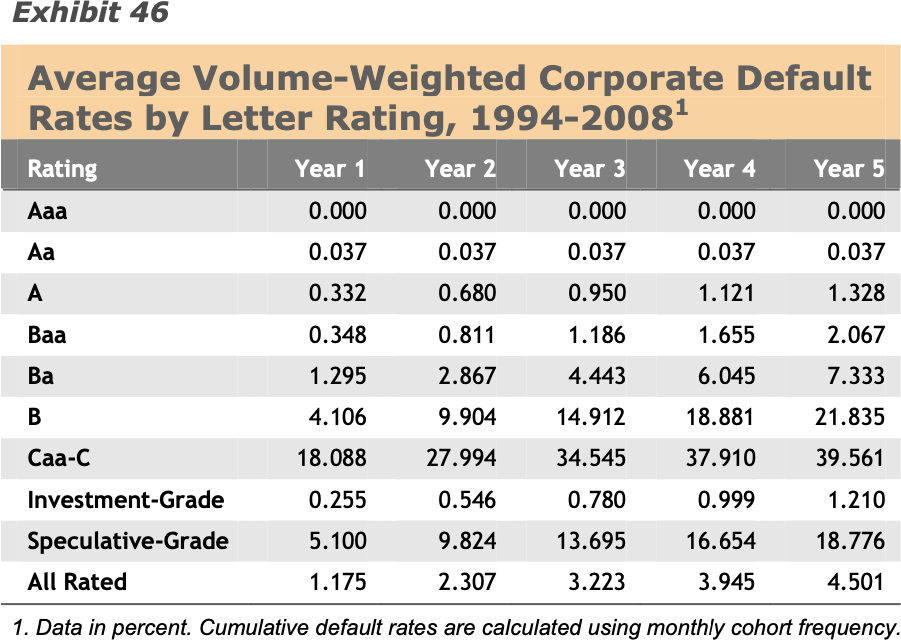 Exhibit 46
Average Volume-Weighted Corporate Default
Rates by Letter Rating, 1994-2008¹
Rating Year 1 Year 2 Year 3 Year 4 Year 5
Aaa 0.000 0.000 0.000 0.000 0.000
Aa 0.037 0.037 0.037 0.037 0.037
A 0.332 0.680 0.950 1.121 1.328
Baa 0.348 0.811 1.186 1.655 2.067
Ba 1.295 2.867 4.443 6.045 7.333
B 4.106 9.904 14.912 18.881 21.835
Caa-C 18.088 27.994 34.545 37.910 39.561
Investment-Grade 0.255 0.546 0.780 0.999 1.210
Speculative-Grade 5.100 9.824 13.695 16.654 18.776
All Rated 1.175 2.307 3.223 3.945 4.501
1. Data in percent. Cumulative default rates are calculated using monthly cohort frequency.